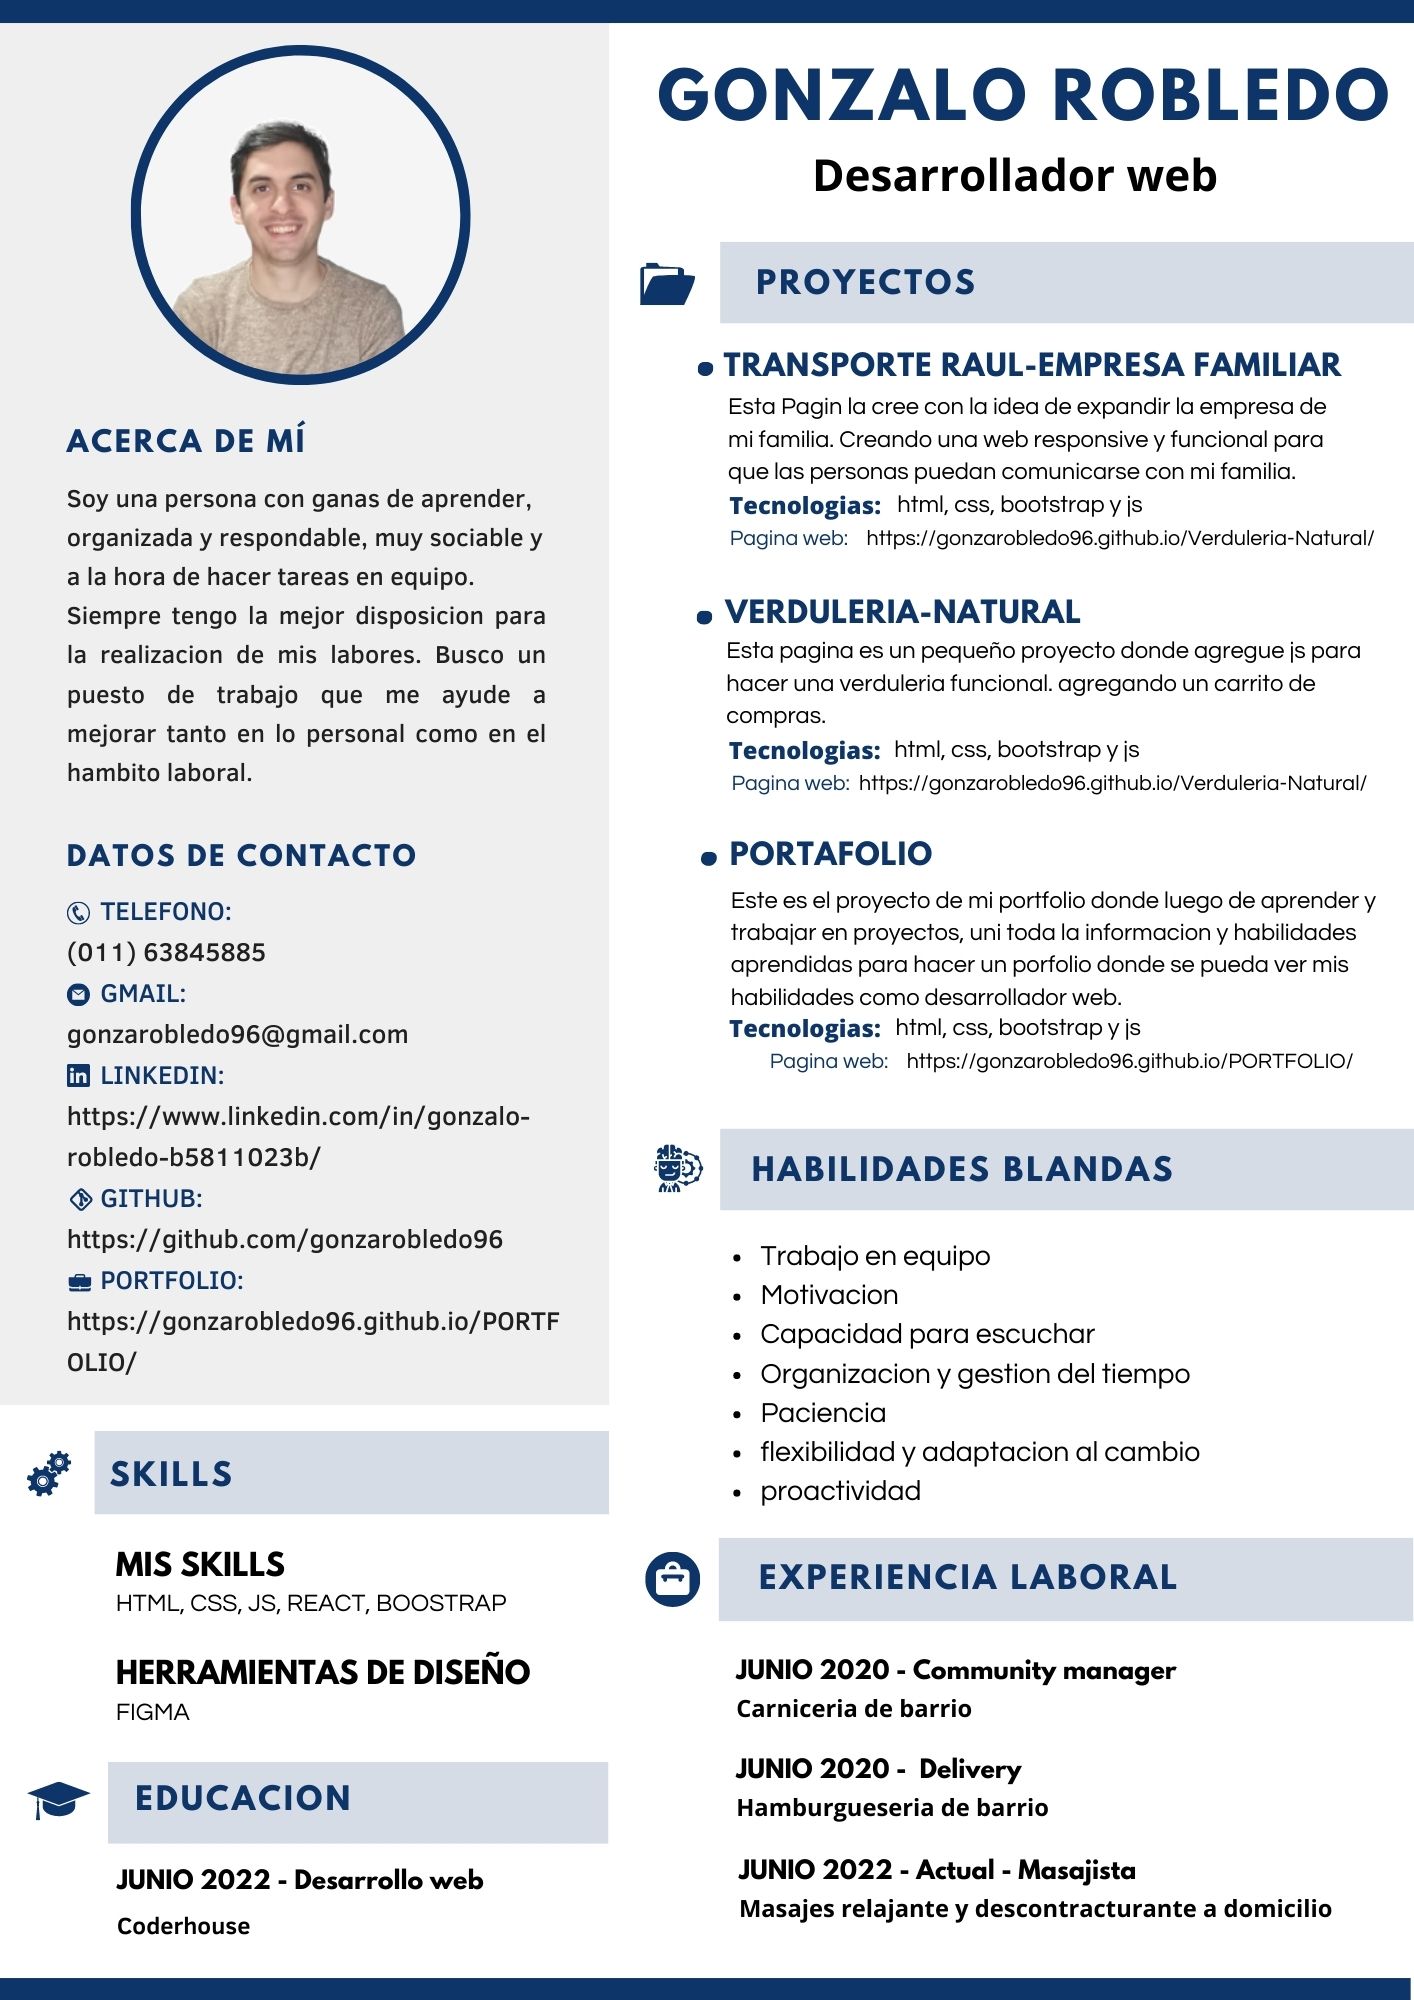 GONZALO ROBLEDO
Desarrollador web
ACERCA DE MÍ
Soy una persona con ganas de aprender,
organizada y respondable, muy sociable y
a la hora de hacer tareas en equipo.
Siempre tengo la mejor disposicion para
la realizacion de mis labores. Busco un
puesto de trabajo que me ayude a
mejorar tanto en lo personal como en el
hambito laboral.
DATOS DE CONTACTO
TELEFONO:
(011) 63845885
GMAIL:
gonzarobledo96@gmail.com
LINKEDIN:
https://www.linkedin.com/in/gonzalo-
robledo-b5811023b/
GITHUB:
https://github.com/gonzarobledo96
PORTFOLIO:
https://gonzarobledo96.github.io/PORTF
OLIO/
SKILLS
MIS SKILLS
HTML, CSS, JS, REACT, BOOSTRAP
HERRAMIENTAS DE DISEÑO
FIGMA
EDUCACION
JUNIO 2022 - Desarrollo web
Coderhouse
PROYECTOS
• TRANSPORTE RAUL-EMPRESA FAMILIAR
Esta Pagin la cree con la idea de expandir la empresa de
mi familia. Creando una web responsive y funcional para
que las personas puedan comunicarse con mi familia.
Tecnologias: html, css, bootstrap y js
Pagina web: https://gonzarobledo96.github.io/Verduleria-Natural/
• VERDULERIA-NATURAL
Esta pagina es un pequeño proyecto donde agregue js para
hacer una verduleria funcional. agregando un carrito de
compras.
Tecnologias: html, css, bootstrap y js
Pagina web: https://gonzarobledo96.github.io/Verduleria-Natural/
• PORTAFOLIO
Este es el proyecto de mi portfolio donde luego de aprender y
trabajar en proyectos, uni toda la informacion y habilidades
aprendidas para hacer un porfolio donde se pueda ver mis
habilidades como desarrollador web.
Tecnologias: html, css, bootstrap y js
Pagina web: https://gonzarobledo96.github.io/PORTFOLIO/
HABILIDADES BLANDAS
• Trabajo en equipo
• Motivacion
• Capacidad para escuchar
• Organizacion y gestion del tiempo
• Paciencia
• flexibilidad y adaptacion al cambio
• proactividad
EXPERIENCIA LABORAL
JUNIO 2020 - Community manager
Carniceria de barrio
JUNIO 2020 - Delivery
Hamburgueseria de barrio
JUNIO 2022 - Actual - Masajista
Masajes relajante y descontracturante a domicilio